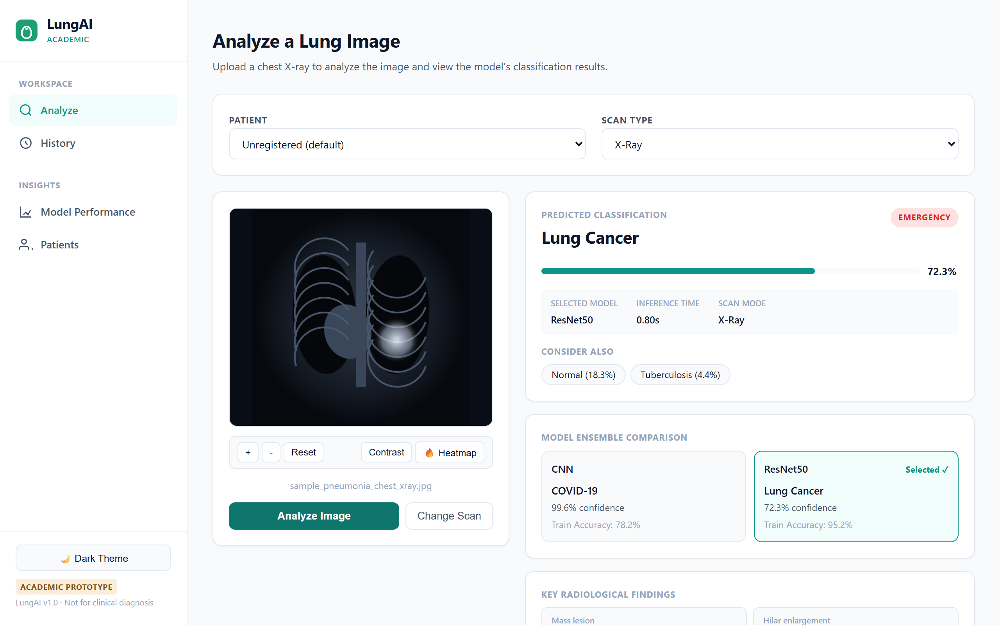 LungAI
ACADEMIC
WORKSPACE
Analyze
History
INSIGHTS
Model Performance
Patients
🌙 Dark Theme
ACADEMIC PROTOTYPE
LungAI v1.0 · Not for clinical diagnosis
Analyze a Lung Image
Upload a chest X-ray to analyze the image and view the model's classification results.
PATIENT
Unregistered (default)
SCAN TYPE
X-Ray
+ - Reset Contrast 🔥 Heatmap
sample_pneumonia_chest_xray.jpg
Analyze Image
Change Scan
PREDICTED CLASSIFICATION
EMERGENCY
Lung Cancer
72.3%
SELECTED MODEL
ResNet50
INFERENCE TIME
0.80s
SCAN MODE
X-Ray
CONSIDER ALSO
Normal (18.3%)
Tuberculosis (4.4%)
MODEL ENSEMBLE COMPARISON
CNN
COVID-19
99.6% confidence
Train Accuracy: 78.2%
ResNet50
Selected ✓
Lung Cancer
72.3% confidence
Train Accuracy: 95.2%
KEY RADIOLOGICAL FINDINGS
Mass lesion
Hilar enlargement